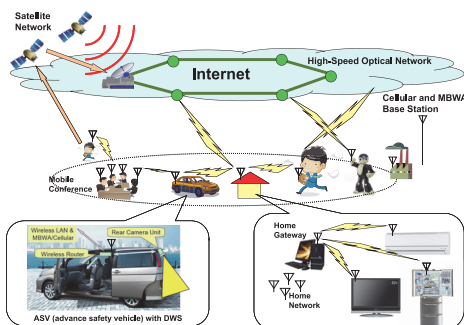 Satellite
Network
Internet
High-Speed Optical Network
Cellular and MBWA
Base Station
Mobile
Conference
Wireless LAN &
MBWA/Cellular
Rear Camera Unit
Wireless Router
ASV (advance safety vehicle) with DWS
Home
Gateway
Home
Network